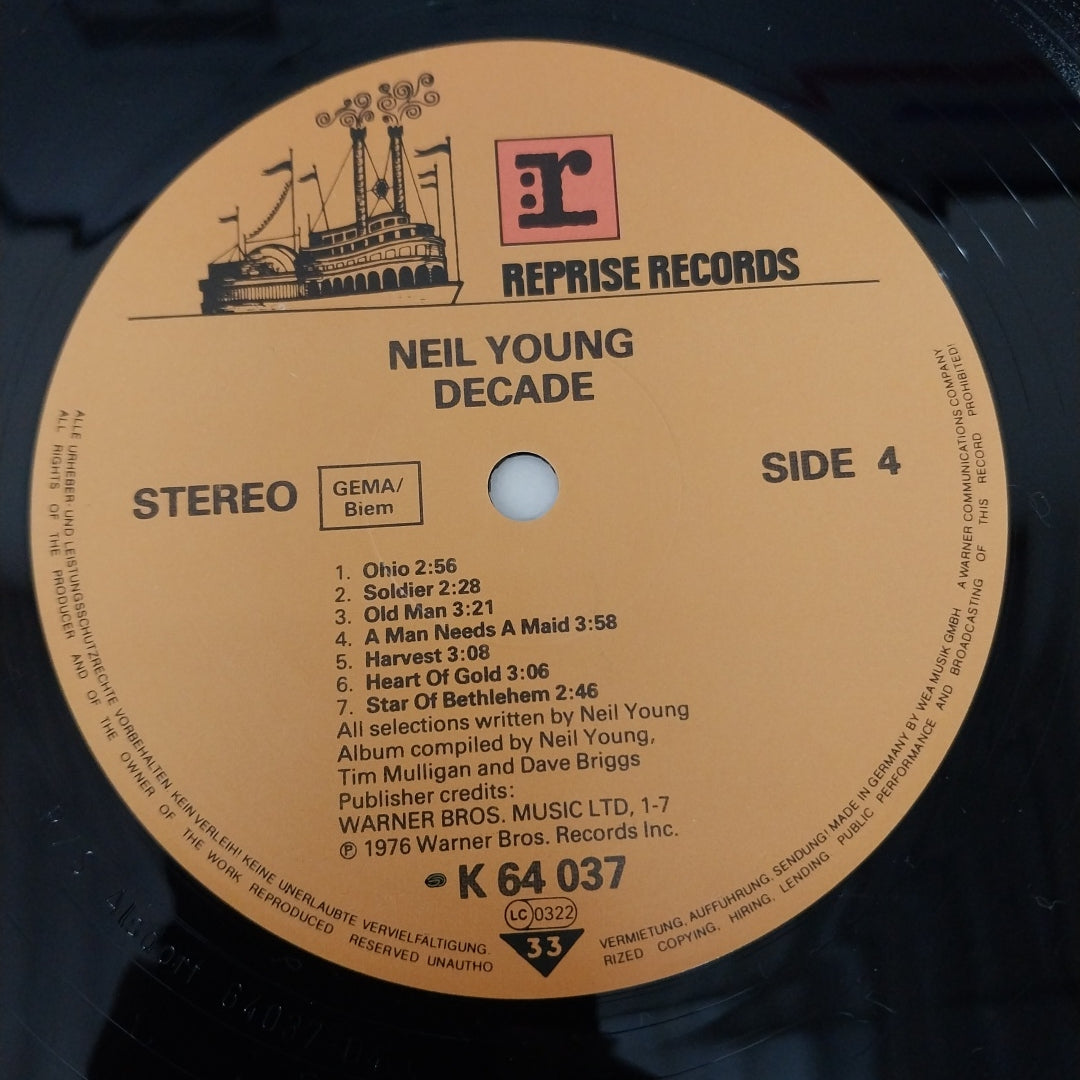 r
REPRISE RECORDS
NEIL YOUNG
DECADE
STEREO
GEMA/
Biem
SIDE 4
1. Ohio 2:56
2. Soldier 2:28
3. Old Man 3:21
4. A Man Needs A Maid 3:58
5. Harvest 3:08
6. Heart Of Gold 3:06
7. Star Of Bethlehem 2:46
All selections written by Neil Young
Album compiled by Neil Young,
Tim Mulligan and Dave Briggs
Publisher credits:
WARNER BROS. MUSIC LTD, 1-7
℗ 1976 Warner Bros. Records Inc.
K 64 037
LC 0322
33
ALLE URHEBER- UND LEISTUNGSSCHUTZRECHTE VORBEHALTEN KEIN VERLEIH! KEINE UNERLAUBTE VERVIELFÄLTIGUNG. VERMIETUNG, AUFFÜHRUNG, SENDUNG! MADE IN GERMANY BY WEA MUSIK GMBH A WARNER COMMUNICATIONS COMPANY
ALL RIGHTS OF THE PRODUCER AND OF THE OWNER OF THE WORK REPRODUCED RESERVED UNAUTHORIZED COPYING, HIRING, LENDING PUBLIC PERFORMANCE AND BROADCASTING OF THIS RECORD PROHIBITED!